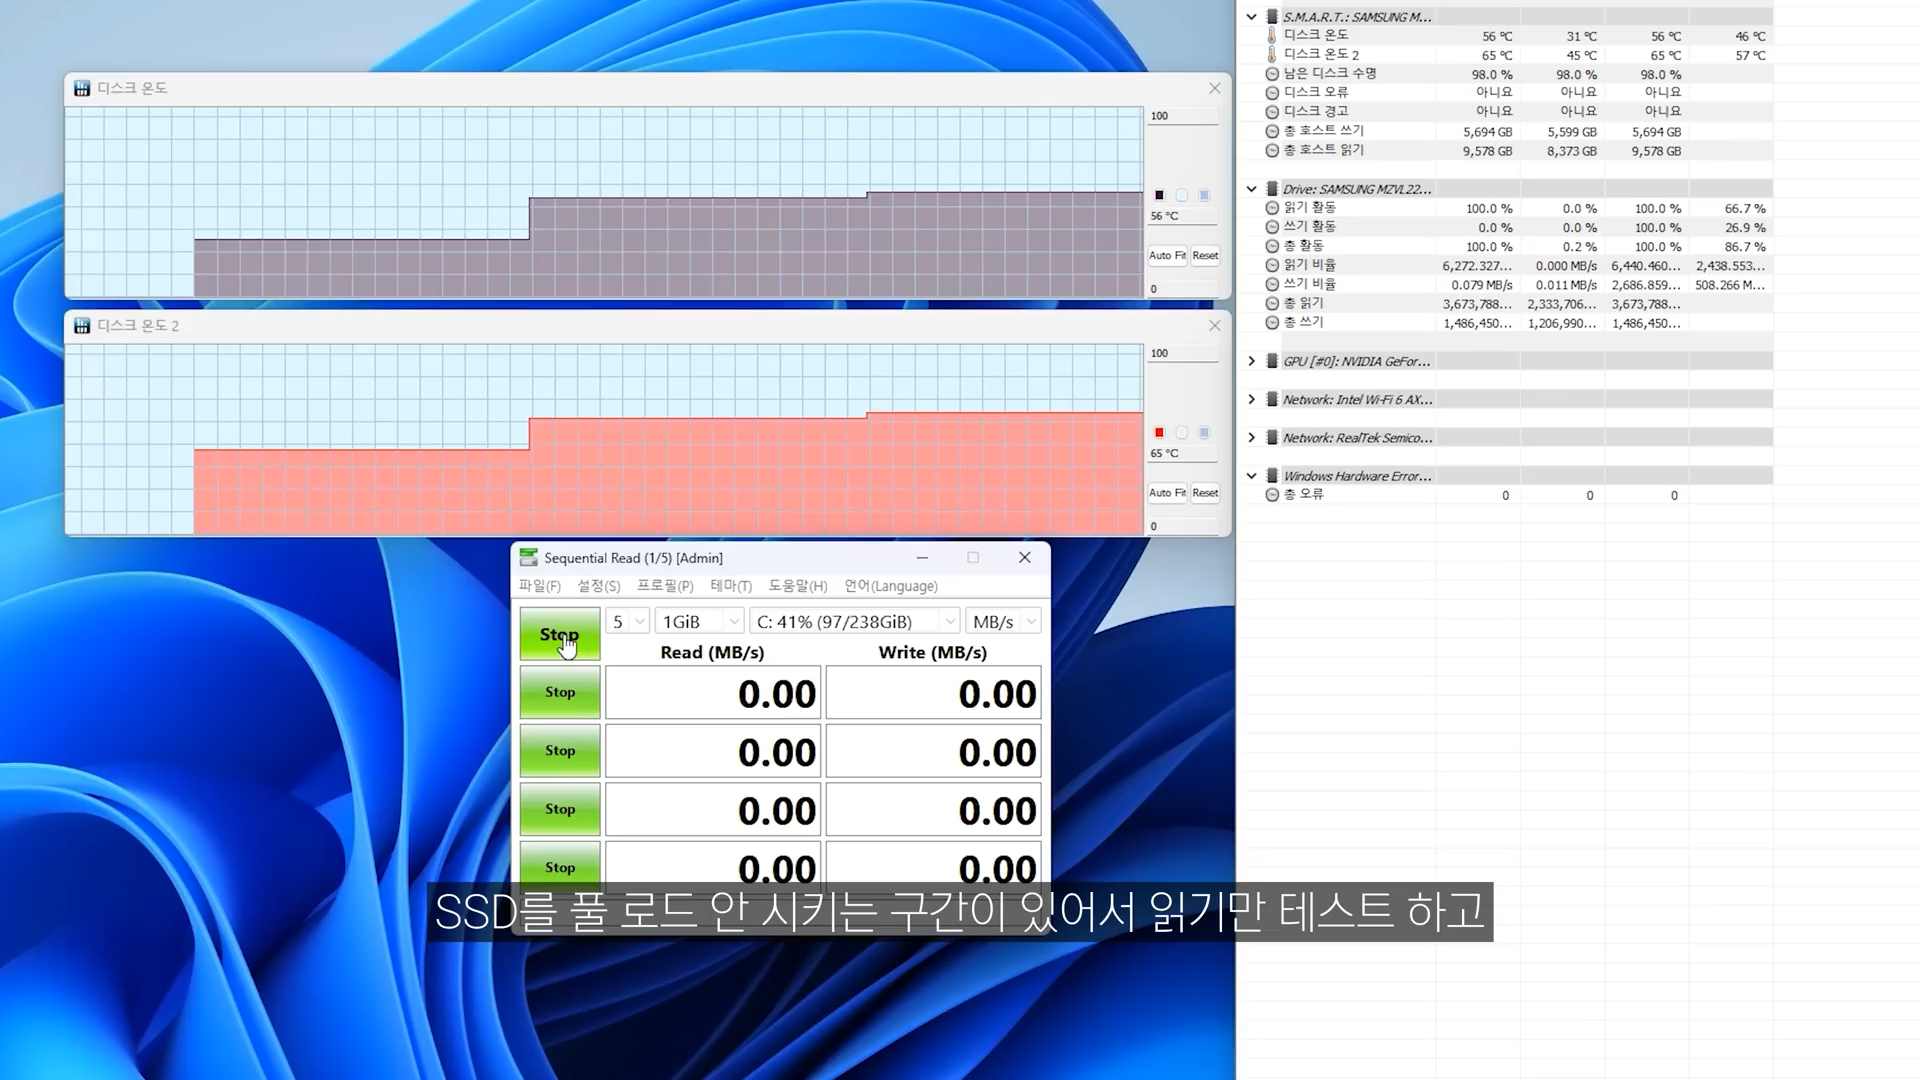 디스크 온도
100
56 °C
Auto Fit Reset
0
디스크 온도 2
100
65 °C
Auto Fit Reset
0
Sequential Read (1/5) [Admin]
파일(F) 설정(S) 프로필(P) 테마(T) 도움말(H) 언어(Language)
Stop 5 1GiB C: 41% (97/238GiB) MB/s
Read (MB/s) Write (MB/s)
Stop 0.00 0.00
Stop 0.00 0.00
Stop 0.00 0.00
Stop 0.00 0.00
SSD를 풀 로드 안 시키는 구간이 있어서 읽기만 테스트 하고
S.M.A.R.T.: SAMSUNG M...
디스크 온도 56 °C 31 °C 56 °C 46 °C
디스크 온도 2 65 °C 45 °C 65 °C 57 °C
남은 디스크 수명 98.0 % 98.0 % 98.0 %
디스크 오류 아니요 아니요 아니요
디스크 경고 아니요 아니요 아니요
총 호스트 쓰기 5,694 GB 5,599 GB 5,694 GB
총 호스트 읽기 9,578 GB 8,373 GB 9,578 GB
Drive: SAMSUNG MZVL22...
읽기 활동 100.0 % 0.0 % 100.0 % 66.7 %
쓰기 활동 0.0 % 0.0 % 100.0 % 26.9 %
총 활동 100.0 % 0.2 % 100.0 % 86.7 %
읽기 비율 6,272.327... 0.000 MB/s 6,440.460... 2,438.553...
쓰기 비율 0.079 MB/s 0.011 MB/s 2,686.859... 508.266 M...
총 읽기 3,673,788... 2,333,706... 3,673,788...
총 쓰기 1,486,450... 1,206,990... 1,486,450...
GPU [#0]: NVIDIA GeFor...
Network: Intel Wi-Fi 6 AX...
Network: RealTek Semico...
Windows Hardware Error...
총 오류 0 0 0